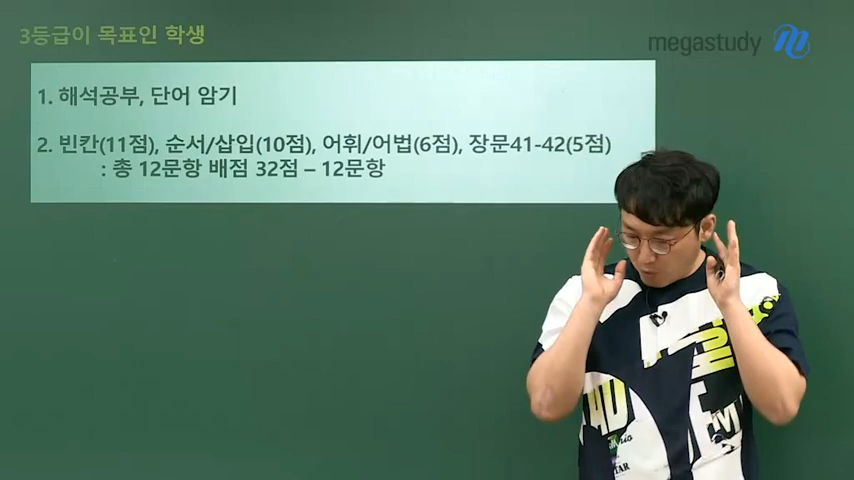 3등급이 목표인 학생
megastudy
1. 해석공부, 단어 암기
2. 빈칸(11점), 순서/삽입(10점), 어휘/어법(6점), 장문41-42(5점)
: 총 12문항 배점 32점 – 12문항